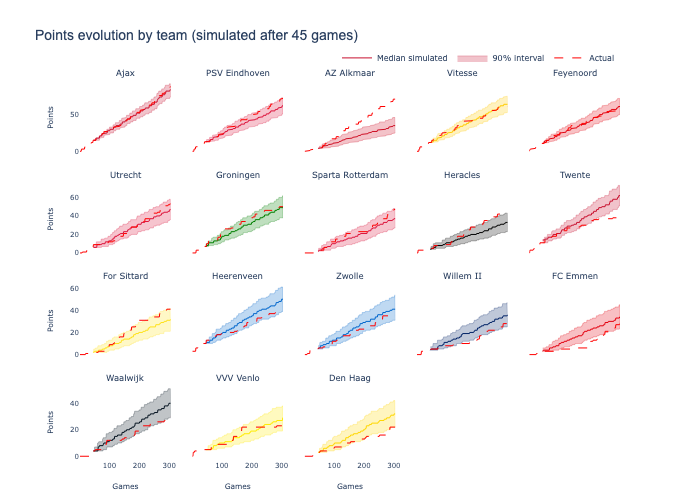 Points evolution by team (simulated after 45 games)
Median simulated 90% interval Actual
Ajax PSV Eindhoven AZ Alkmaar Vitesse Feyenoord
Points
50
0
Utrecht Groningen Sparta Rotterdam Heracles Twente
Points
60
40
20
0
For Sittard Heerenveen Zwolle Willem II FC Emmen
Points
60
40
20
0
Waalwijk VVV Venlo Den Haag
Points
40
20
0
100 200 300 100 200 300 100 200 300
Games Games Games